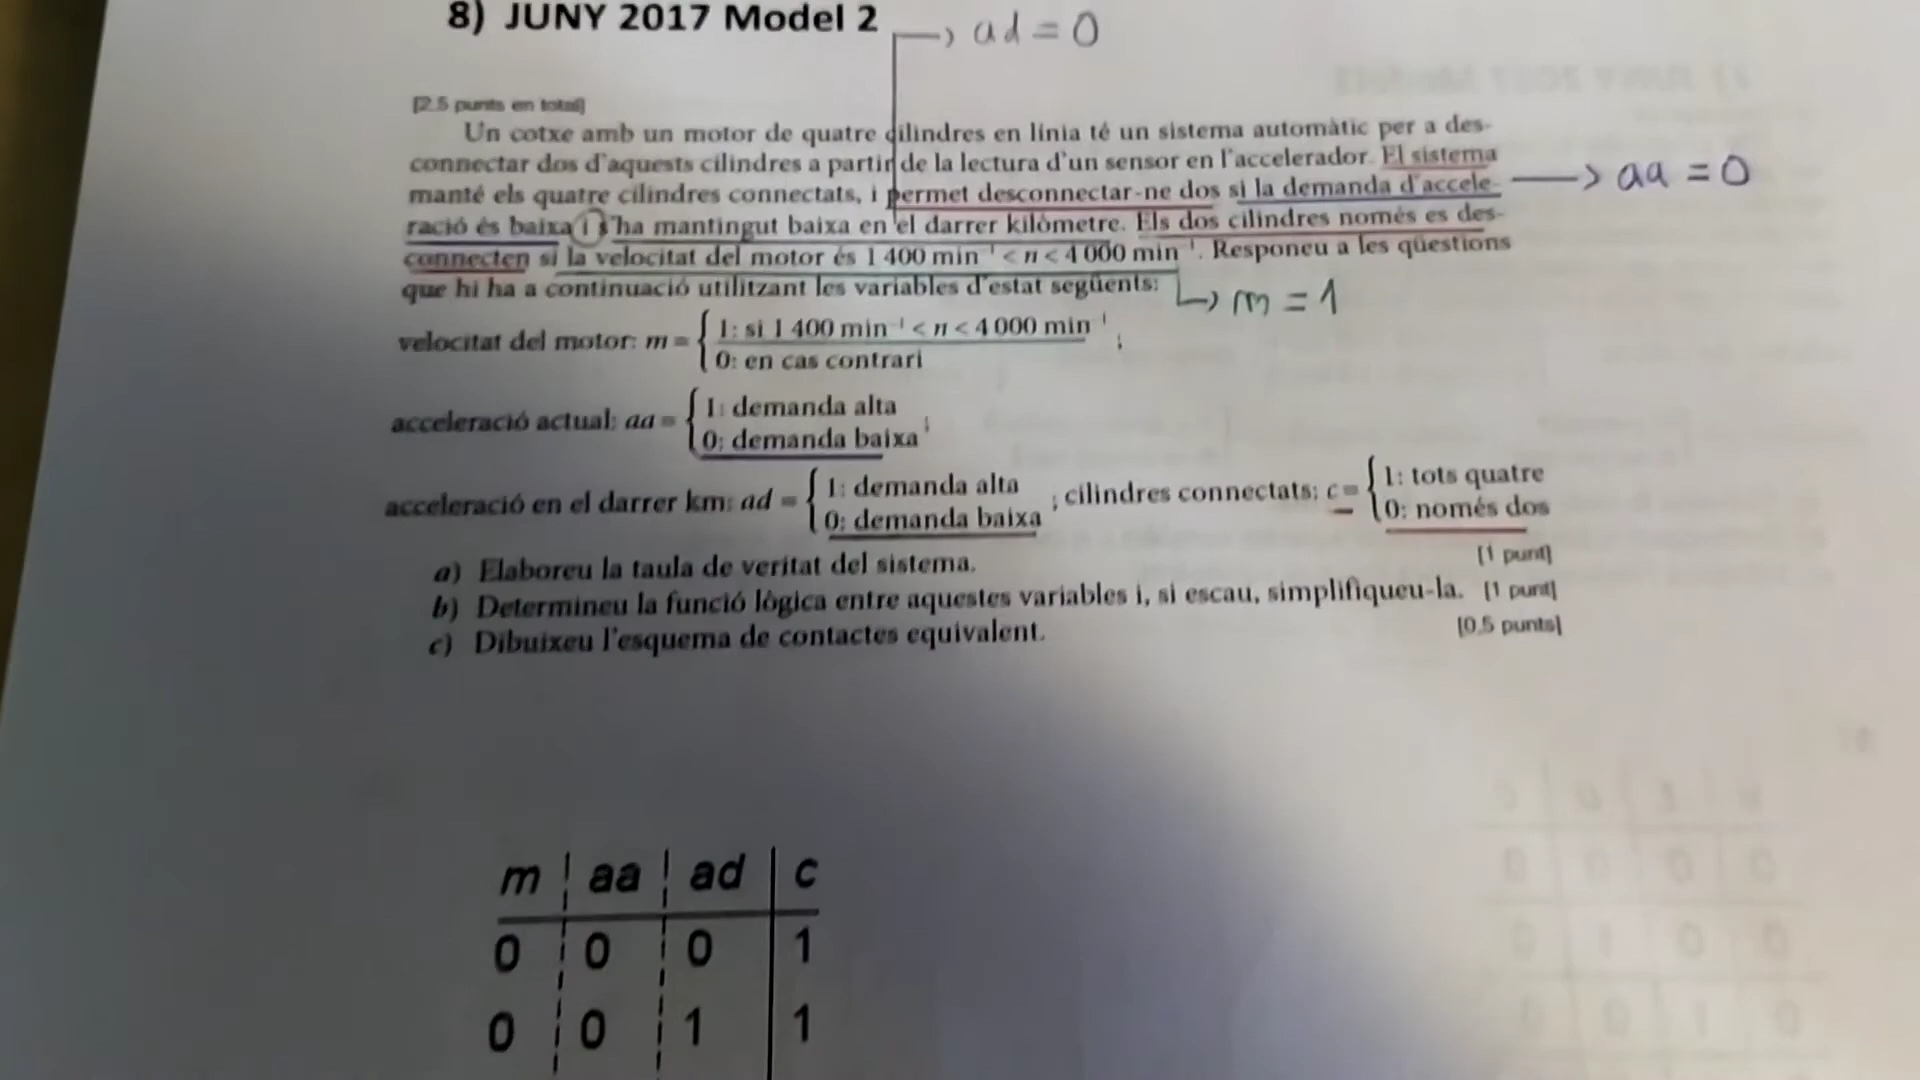 8) JUNY 2017 Model 2
→ ad = 0
[2.5 punts en total]
Un cotxe amb un motor de quatre cilindres en línia té un sistema automàtic per a des-
connectar dos d'aquests cilindres a partir de la lectura d'un sensor en l'accelerador. El sistema
manté els quatre cilindres connectats, i permet desconnectar-ne dos si la demanda d'accele-
→ aa = 0
ració és baixa i s'ha mantingut baixa en el darrer kilòmetre. Els dos cilindres només es des-
connecten si la velocitat del motor és 1 400 min⁻¹ < n < 4 000 min⁻¹. Responeu a les qüestions
que hi ha a continuació utilitzant les variables d'estat següents:
→ m = 1
velocitat del motor: m = { 1: si 1 400 min⁻¹ < n < 4 000 min⁻¹ ;
0: en cas contrari
acceleració actual: aa = { 1: demanda alta ;
0: demanda baixa
acceleració en el darrer km: ad = { 1: demanda alta ; cilindres connectats: c = { 1: tots quatre
0: demanda baixa 0: només dos
a) Elaboreu la taula de veritat del sistema. [1 punt]
b) Determineu la funció lògica entre aquestes variables i, si escau, simplifiqueu-la. [1 punt]
c) Dibuixeu l'esquema de contactes equivalent. [0.5 punts]
m aa ad c
0 0 0 1
0 0 1 1